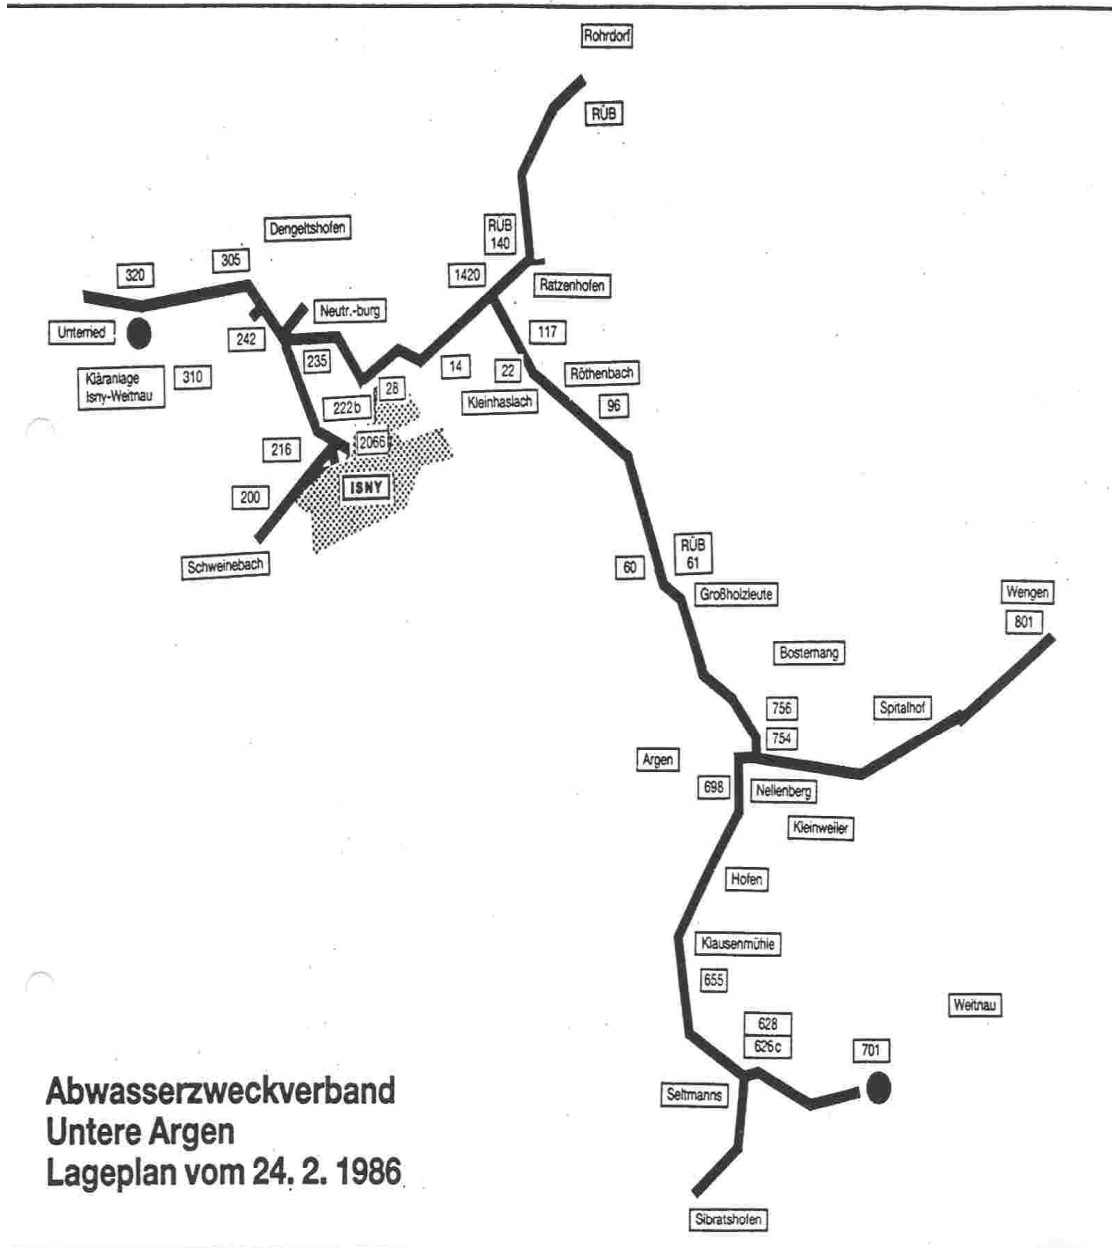 Rohrdorf
RÜB
Dengeltshofen
RÜB
140
320
305
1420
Ratzenhofen
Unterried
242
Neutr.-burg
117
Kläranlage
Isny-Weitnau
310
235
14
22
Röthenbach
28
222b
Kleinhaslach
96
216
2066
200
ISNY
Schweinebach
60
RÜB
61
Großholzleute
Wengen
801
Bosternang
756
Spitalhof
754
Argen
698
Nellenberg
Kleinweiler
Hofen
Klausenmühle
655
Weitnau
628
626c
701
Seltmanns
Sibratshofen
Abwasserzweckverband
Untere Argen
Lageplan vom 24. 2. 1986